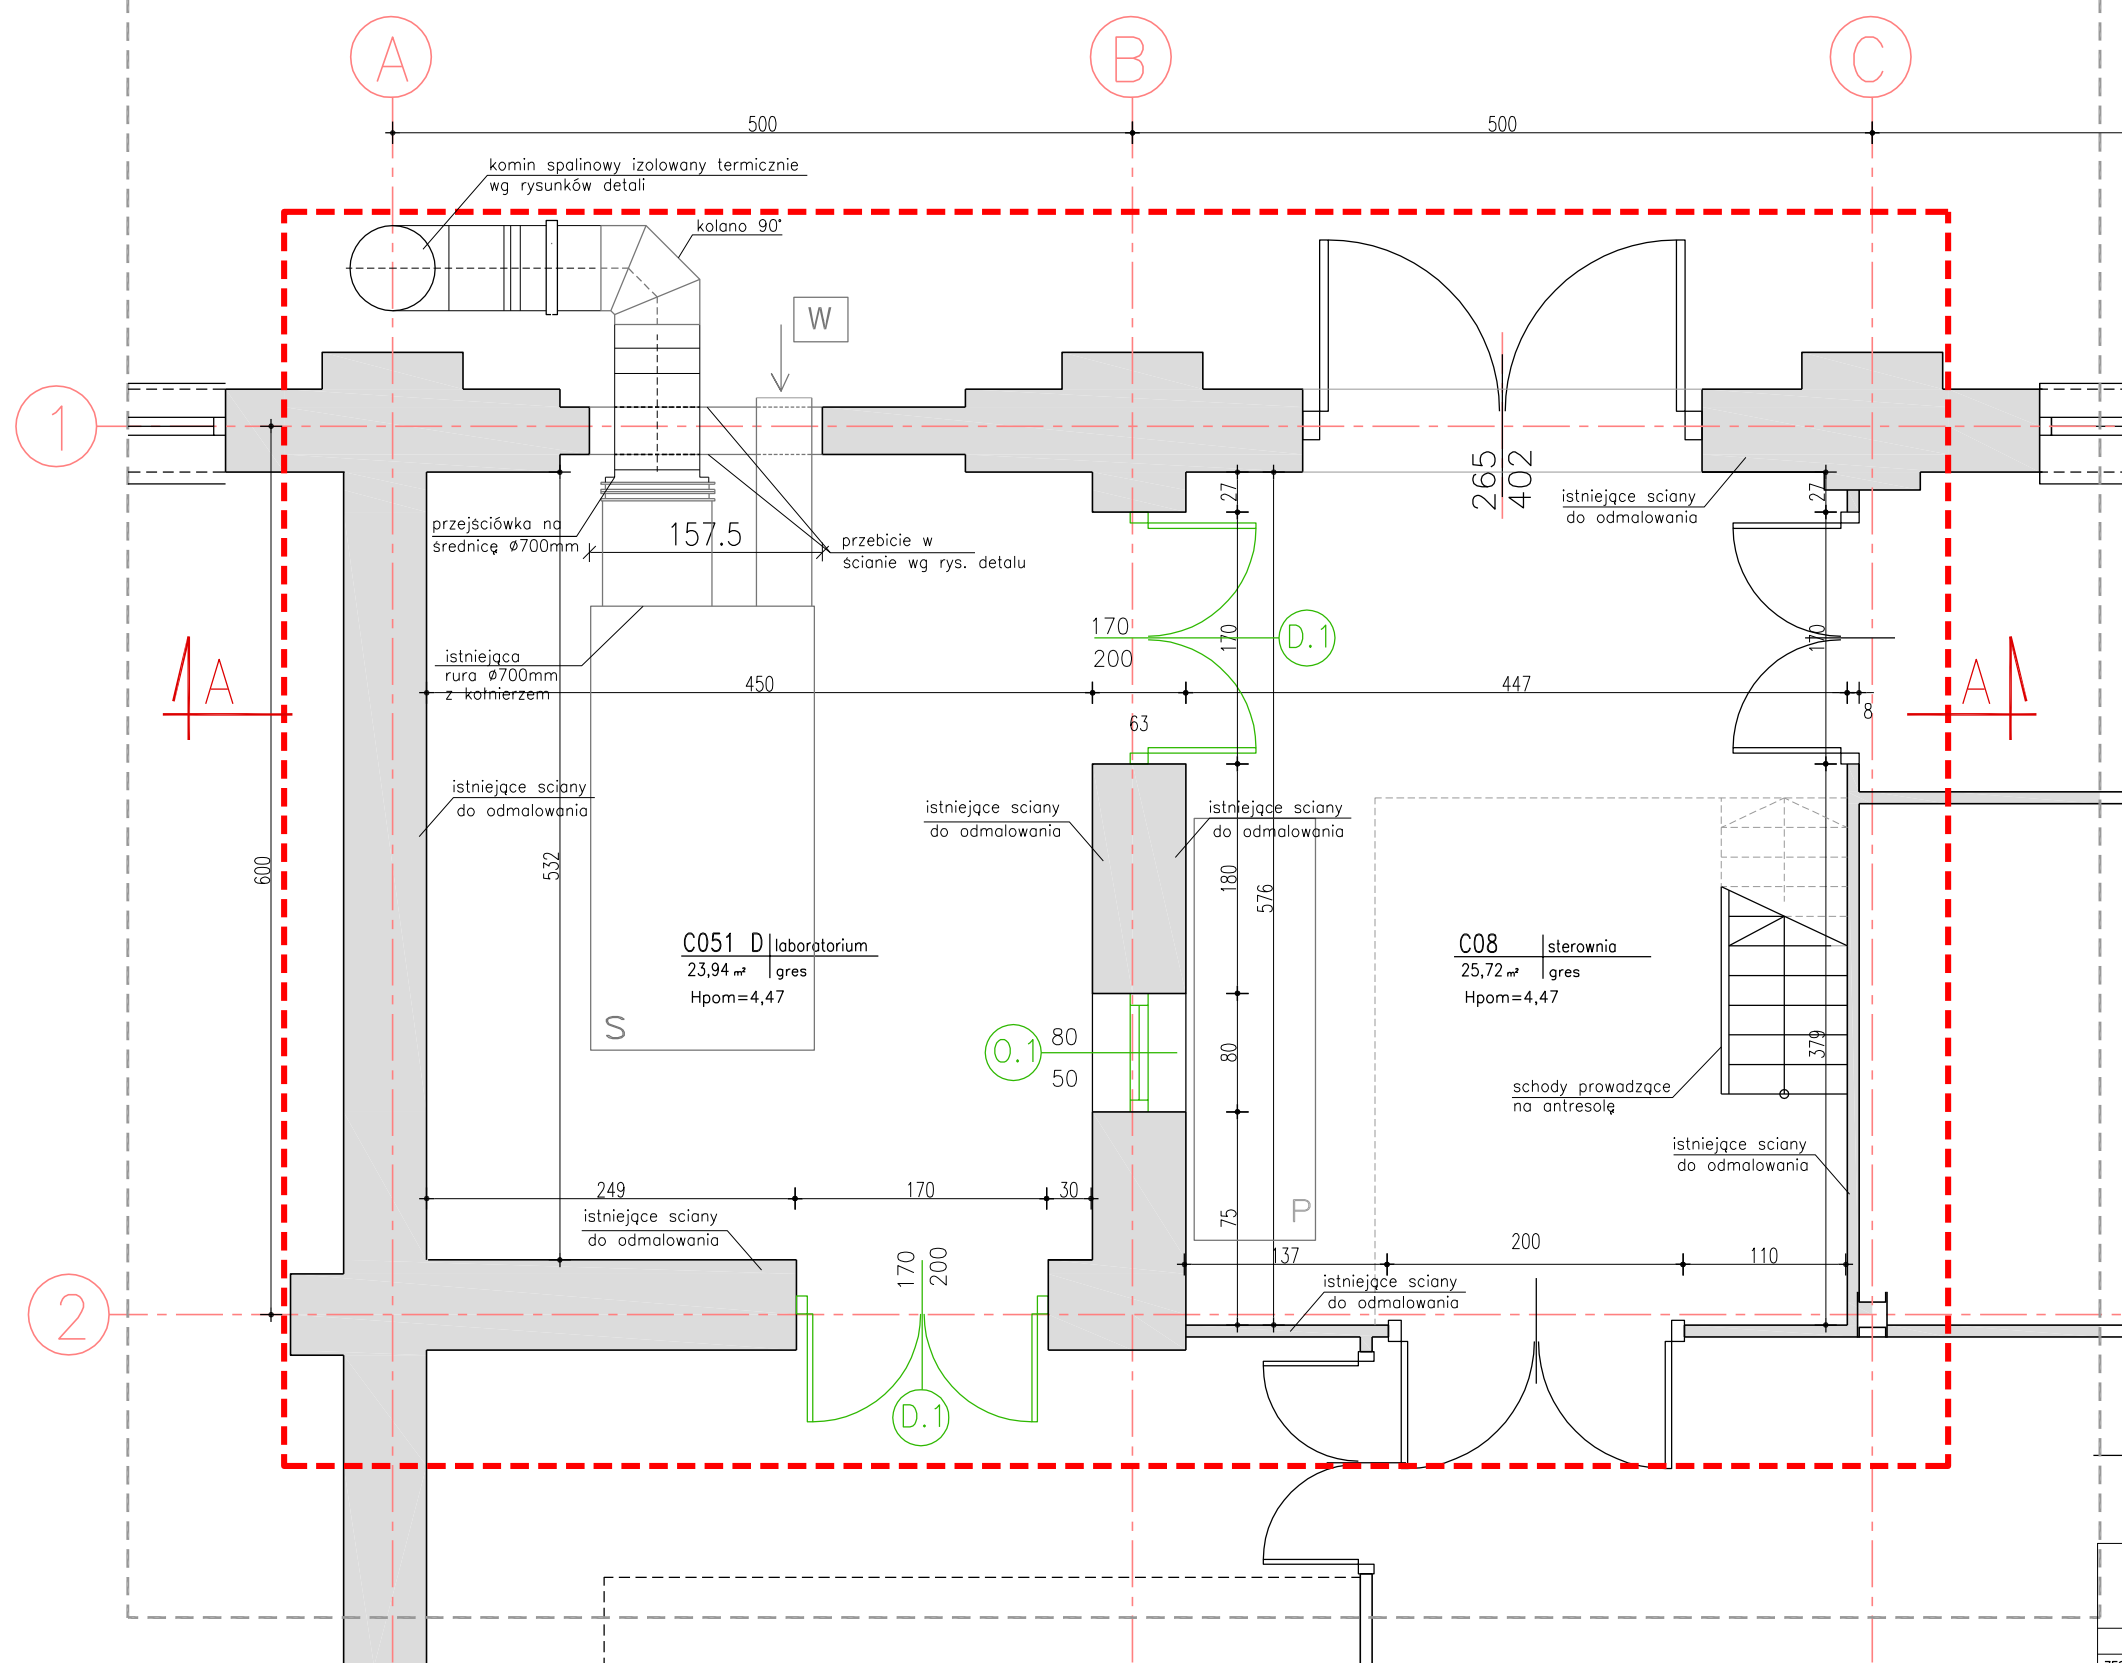 A
B
C
500
500
komin spalinowy izolowany termicznie
wg rysunków detali
kolano 90°
W
1
265
402
27
27
istniejące sciany
do odmalowania
przejściówka na
średnicę ø700mm
157.5
przebicie w
ścianie wg rys. detalu
170
200
170
D.1
170
istniejąca
rura ø700mm
z kołnierzem
A
450
447
A
63
8
istniejące sciany
do odmalowania
istniejące sciany
do odmalowania
istniejące sciany
do odmalowania
600
532
180
576
C051 D laboratorium
23,94 m² gres
Hpom=4,47
C08 sterownia
25,72 m² gres
Hpom=4,47
S
O.1
80
50
80
379
schody prowadzące
na antresolę
istniejące sciany
do odmalowania
249
170
30
75
P
istniejące sciany
do odmalowania
170
200
137
200
110
istniejące sciany
do odmalowania
2
D.1